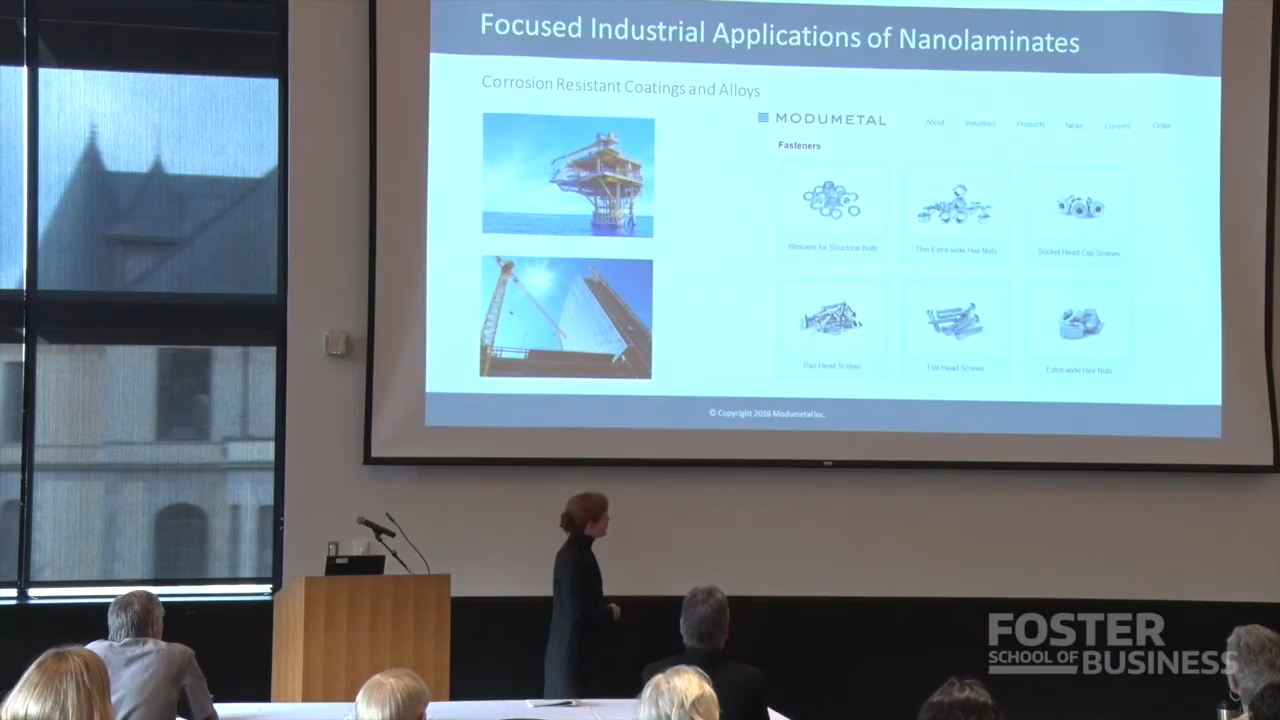 Focused Industrial Applications of Nanolaminates
Corrosion Resistant Coatings and Alloys
MODUMETAL
About Industries Products News Careers Order
Fasteners
Washers for Structural Bolts Thin Extra-wide Hex Nuts Socket Head Cap Screws
Pan Head Screws Flat Head Screws Extra-wide Hex Nuts
© Copyright 2016 Modumetal Inc.
FOSTER
SCHOOL OF BUSINESS